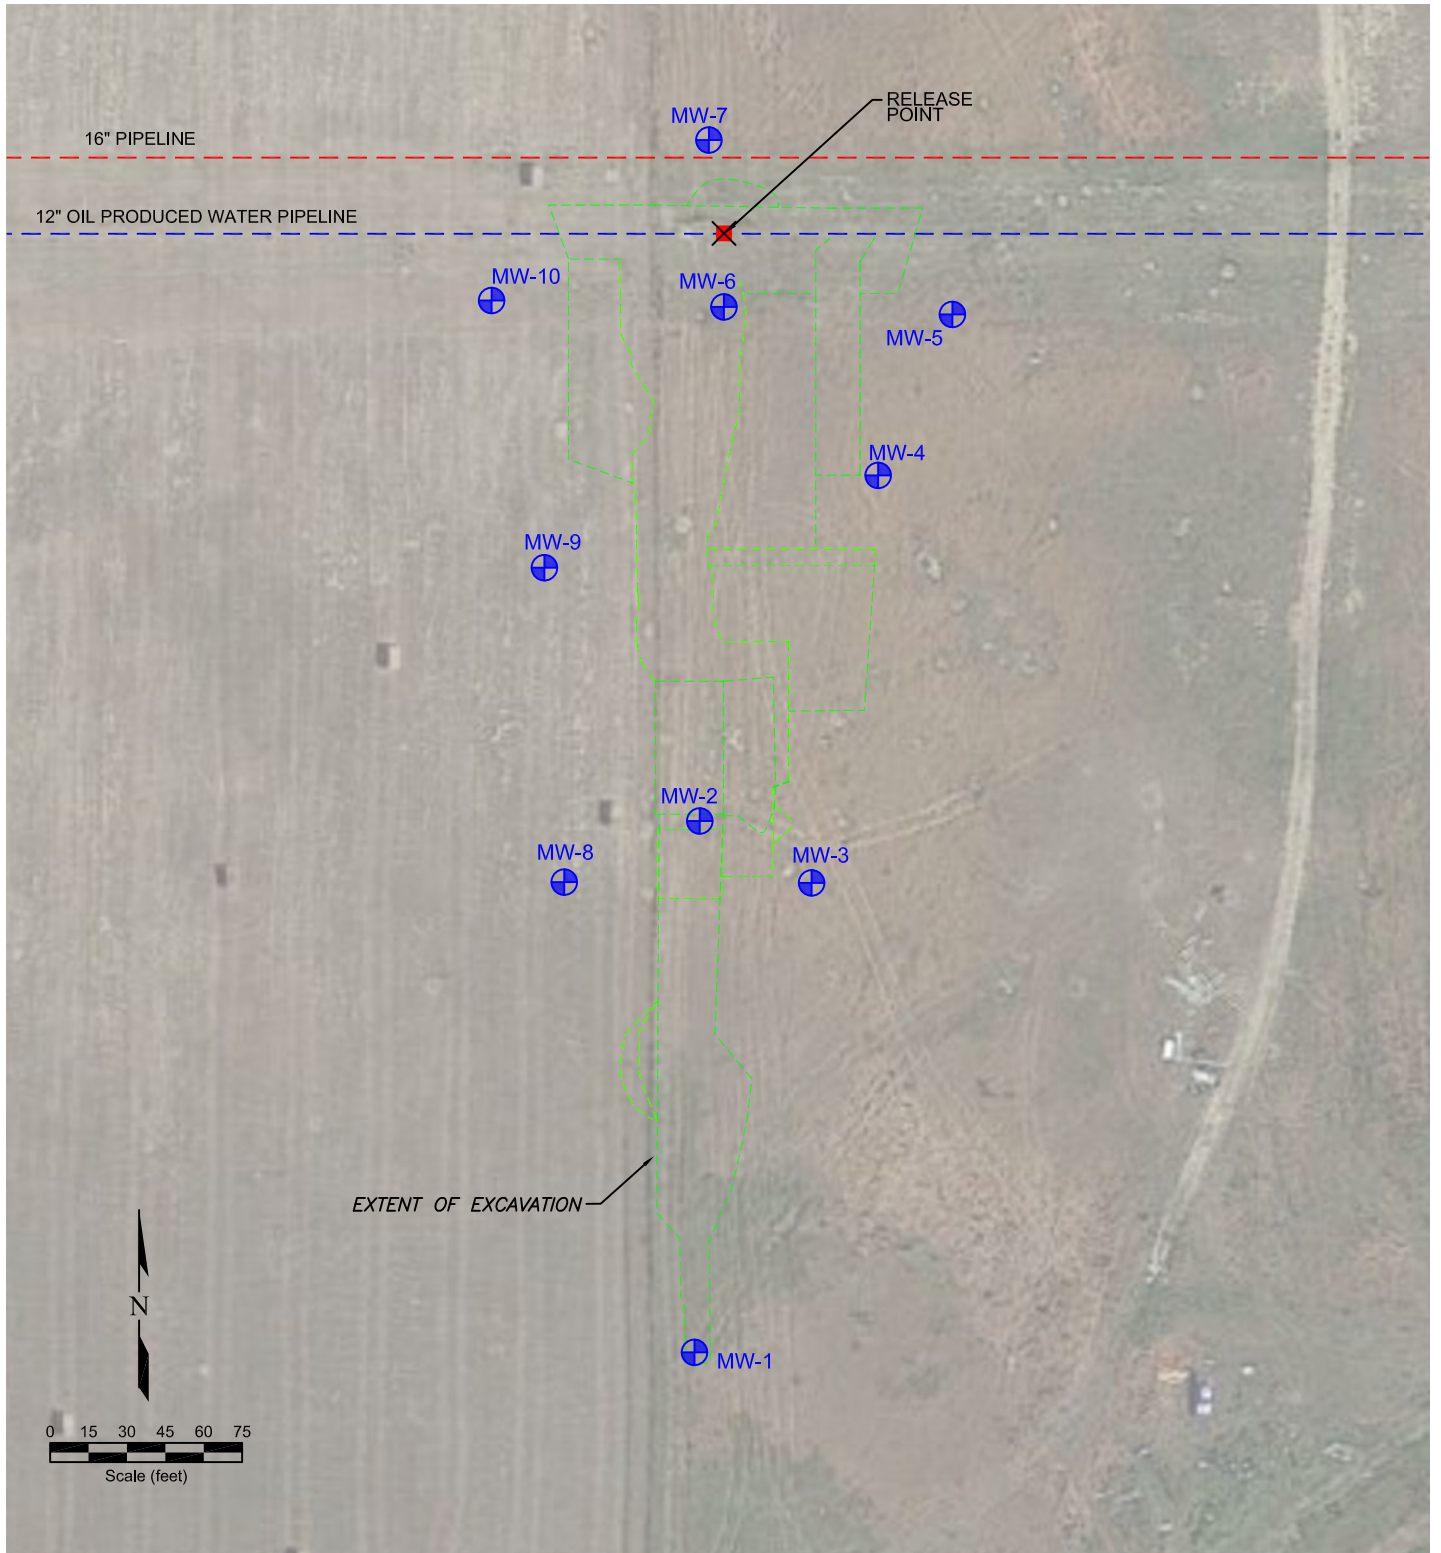 RELEASE
POINT
MW-7
16" PIPELINE
12" OIL PRODUCED WATER PIPELINE
MW-10
MW-6
MW-5
MW-4
MW-9
MW-2
MW-8
MW-3
EXTENT OF EXCAVATION
N
MW-1
0 15 30 45 60 75
Scale (feet)